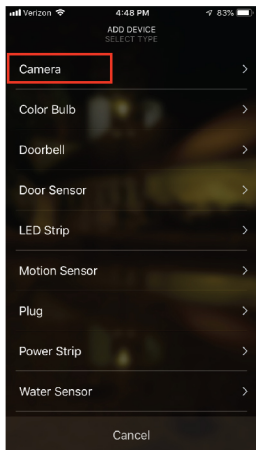 Verizon 4:48 PM 83%
ADD DEVICE
SELECT TYPE
Camera
Color Bulb
Doorbell
Door Sensor
LED Strip
Motion Sensor
Plug
Power Strip
Water Sensor
Cancel